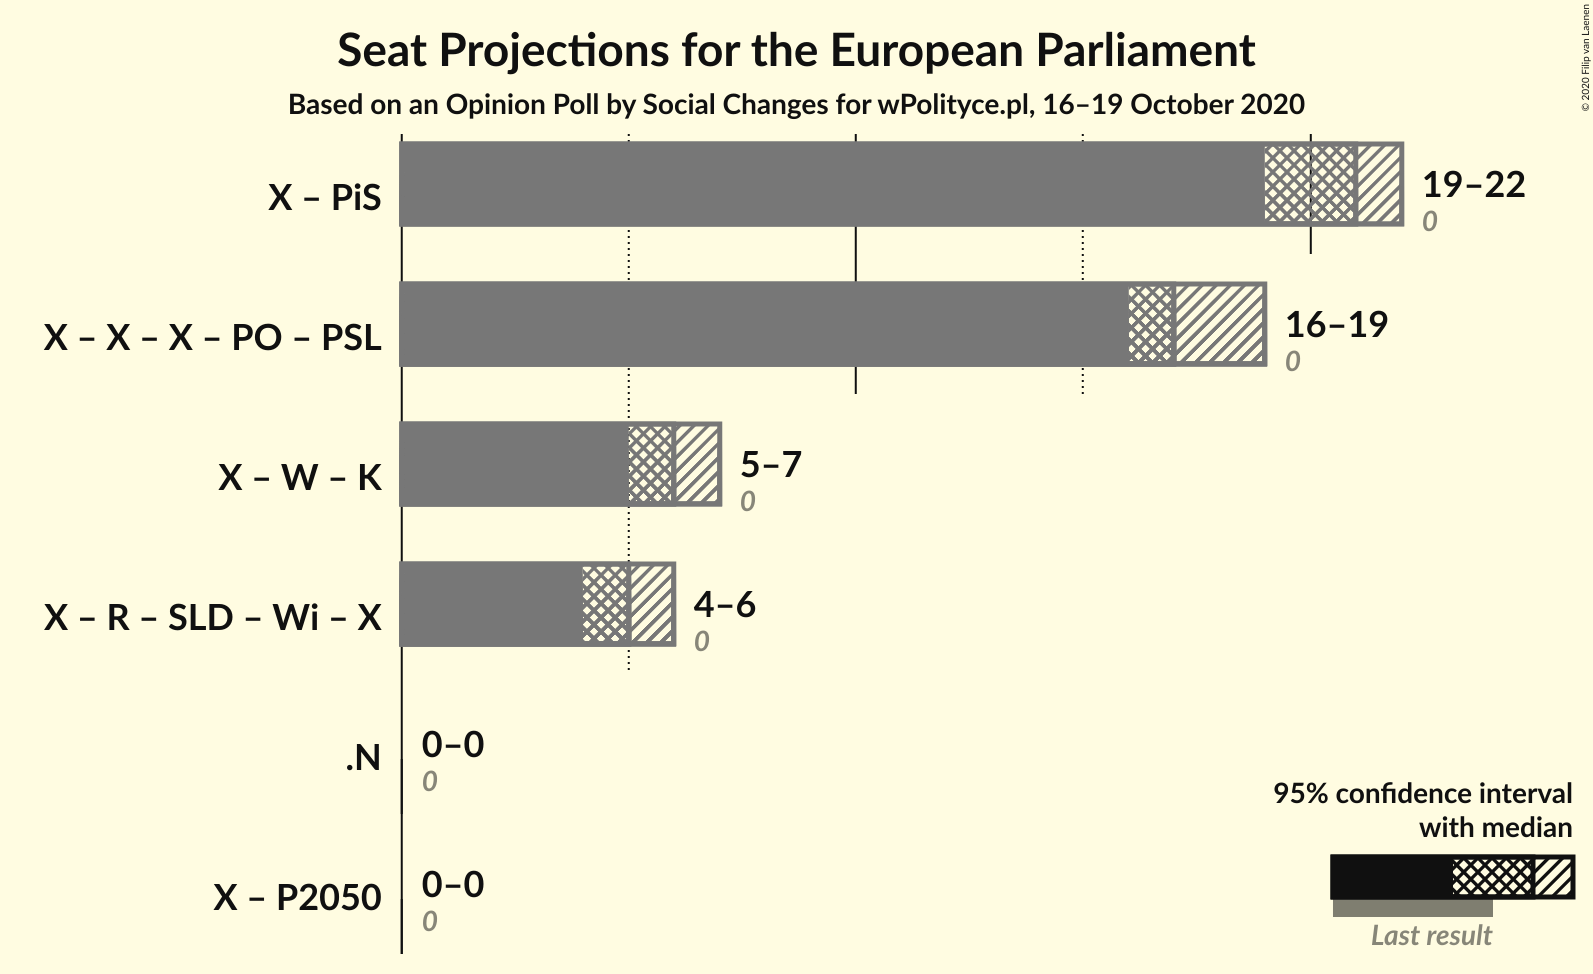 Seat Projections for the European Parliament
Based on an Opinion Poll by Social Changes for wPolityce.pl, 16–19 October 2020
© 2020 Filip van Laenen
X – PiS
19–22
0
X – X – X – PO – PSL
16–19
0
X – W – K
5–7
0
X – R – SLD – Wi – X
4–6
0
.N
0–0
0
X – P2050
0–0
0
95% confidence interval
with median
Last result